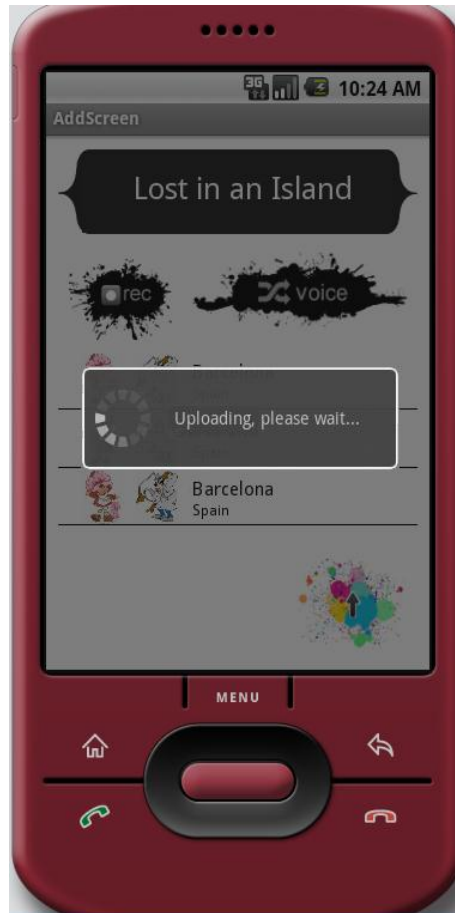 3G
10:24 AM
AddScreen
Lost in an Island
rec
voice
Uploading, please wait...
Barcelona
Spain
MENU